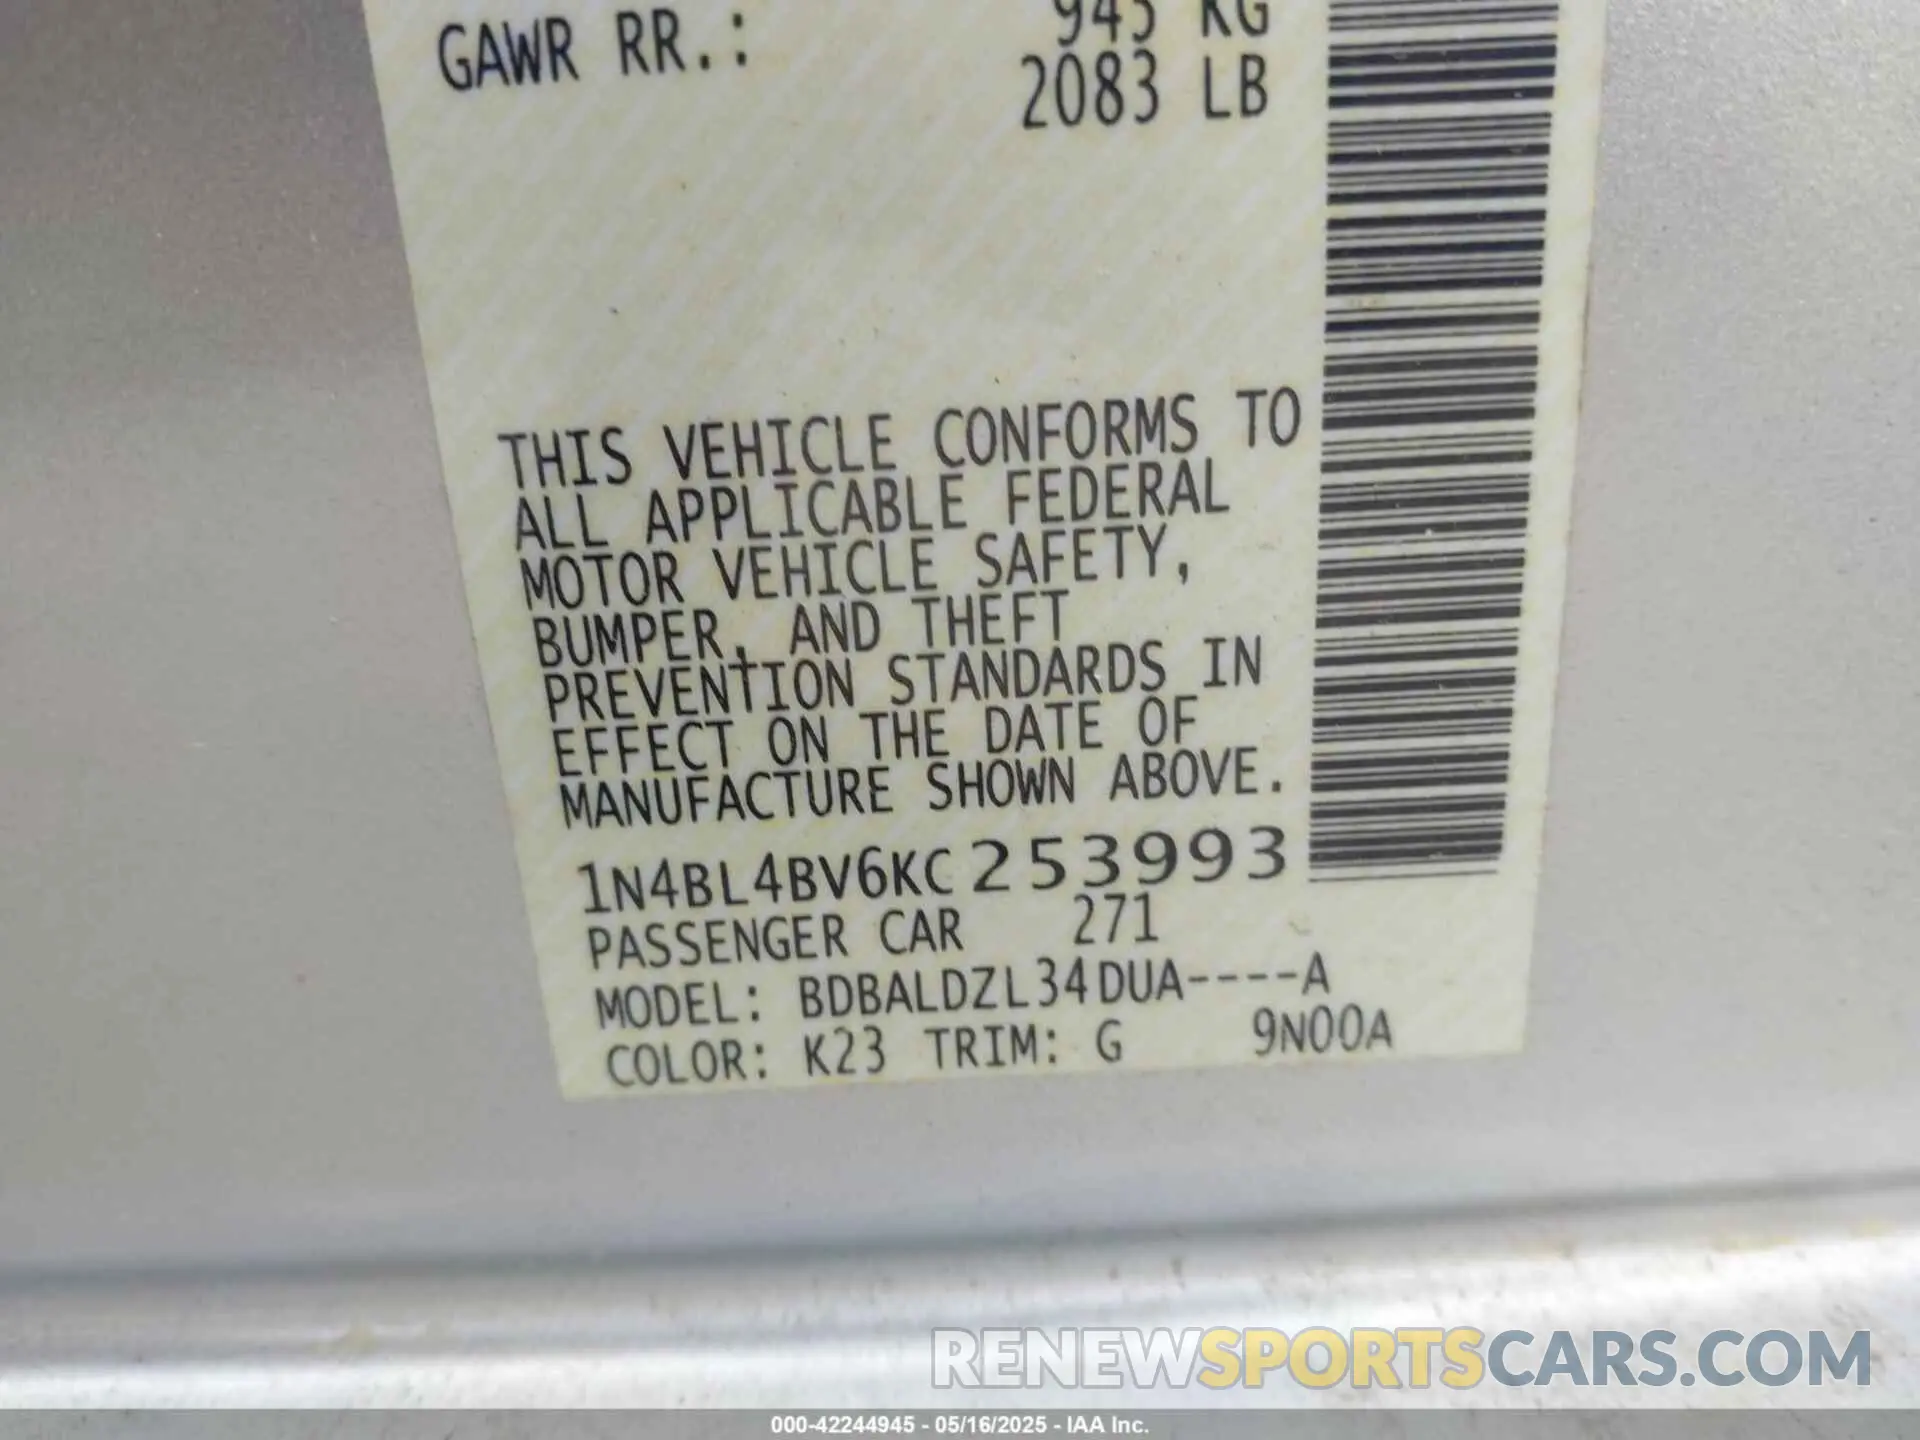 GAWR RR.: 943 KG
2083 LB
THIS VEHICLE CONFORMS TO
ALL APPLICABLE FEDERAL
MOTOR VEHICLE SAFETY,
BUMPER, AND THEFT
PREVENTION STANDARDS IN
EFFECT ON THE DATE OF
MANUFACTURE SHOWN ABOVE.
1N4BL4BV6KC253993
PASSENGER CAR 271
MODEL: BDBALDZL34DUA----A
COLOR: K23 TRIM: G 9N00A
RENEWSPORTSCARS.COM
000-42244945 - 05/16/2025 - IAA Inc.